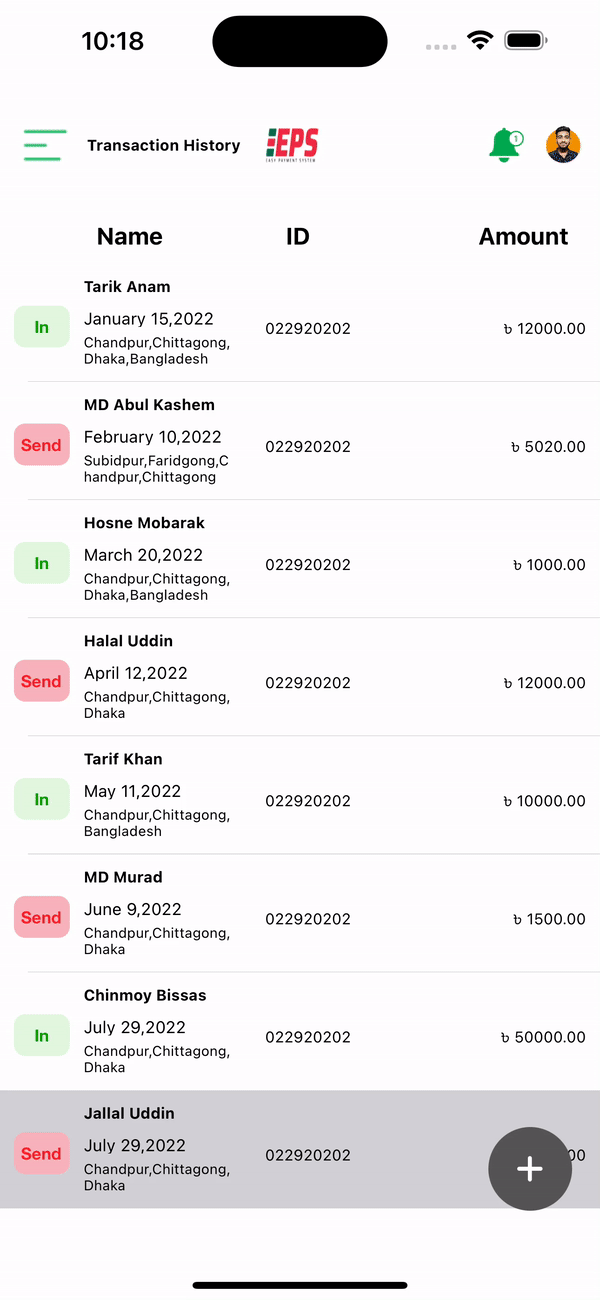 10:18
Transaction History
EPS
EASY PAYMENT SYSTEM
1
Name ID Amount
Tarik Anam
In
January 15,2022
Chandpur,Chittagong,
Dhaka,Bangladesh
022920202
৳ 12000.00
MD Abul Kashem
Send
February 10,2022
Subidpur,Faridgong,C
handpur,Chittagong
022920202
৳ 5020.00
Hosne Mobarak
In
March 20,2022
Chandpur,Chittagong,
Dhaka,Bangladesh
022920202
৳ 1000.00
Halal Uddin
Send
April 12,2022
Chandpur,Chittagong,
Dhaka
022920202
৳ 12000.00
Tarif Khan
In
May 11,2022
Chandpur,Chittagong,
Bangladesh
022920202
৳ 10000.00
MD Murad
Send
June 9,2022
Chandpur,Chittagong,
Dhaka
022920202
৳ 1500.00
Chinmoy Bissas
In
July 29,2022
Chandpur,Chittagong,
Dhaka
022920202
৳ 50000.00
Jallal Uddin
Send
July 29,2022
Chandpur,Chittagong,
Dhaka
022920202